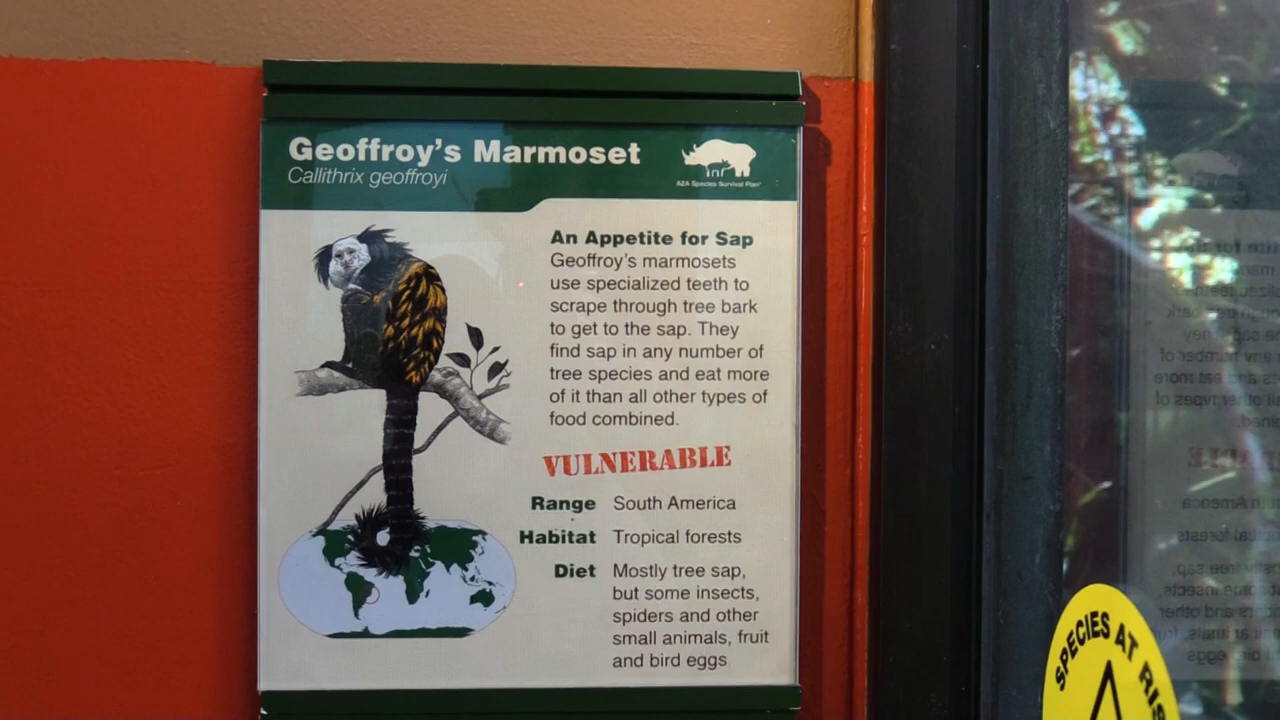 Geoffroy's Marmoset
Callithrix geoffroyi
AZA Species Survival Plan®
An Appetite for Sap
Geoffroy's marmosets
use specialized teeth to
scrape through tree bark
to get to the sap. They
find sap in any number of
tree species and eat more
of it than all other types of
food combined.
VULNERABLE
Range South America
Habitat Tropical forests
Diet Mostly tree sap,
but some insects,
spiders and other
small animals, fruit
and bird eggs
SPECIES AT RIS